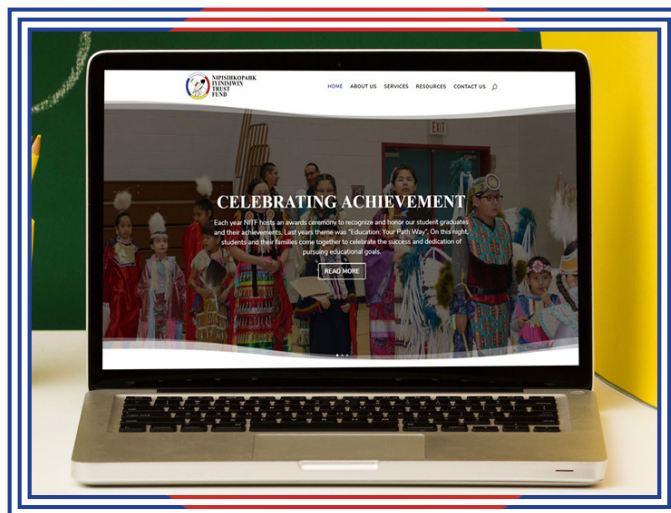 NIPISIHKOPAHK
IYINISIWIN
TRUST
FUND
HOME ABOUT US SERVICES RESOURCES CONTACT US
EXIT
CELEBRATING ACHIEVEMENT
Each year NITF hosts an awards ceremony to recognize and honor our student graduates
and their achievements. Last years theme was "Education: Your Path Way". On this night,
students and their families come together to celebrate the success and dedication of
pursuing educational goals.
READ MORE